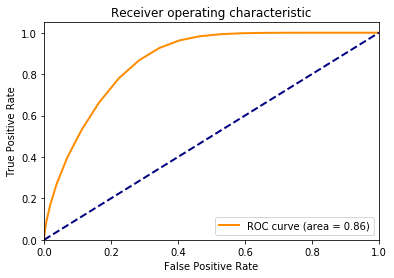 Receiver operating characteristic
True Positive Rate
1.0
0.8
0.6
0.4
0.2
0.0
ROC curve (area = 0.86)
0.0 0.2 0.4 0.6 0.8 1.0
False Positive Rate